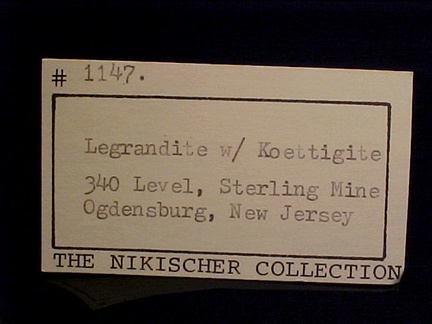 # 1147.
Legrandite w/ Koettigite
340 Level, Sterling Mine
Ogdensburg, New Jersey
THE NIKISCHER COLLECTION